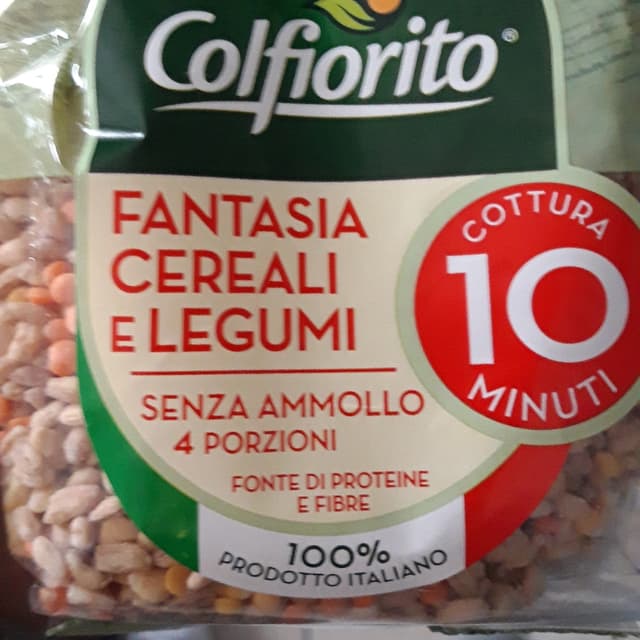 Colfiorito®
FANTASIA
CEREALI
E LEGUMI
SENZA AMMOLLO
4 PORZIONI
FONTE DI PROTEINE
E FIBRE
100%
PRODOTTO ITALIANO
COTTURA
10
MINUTI